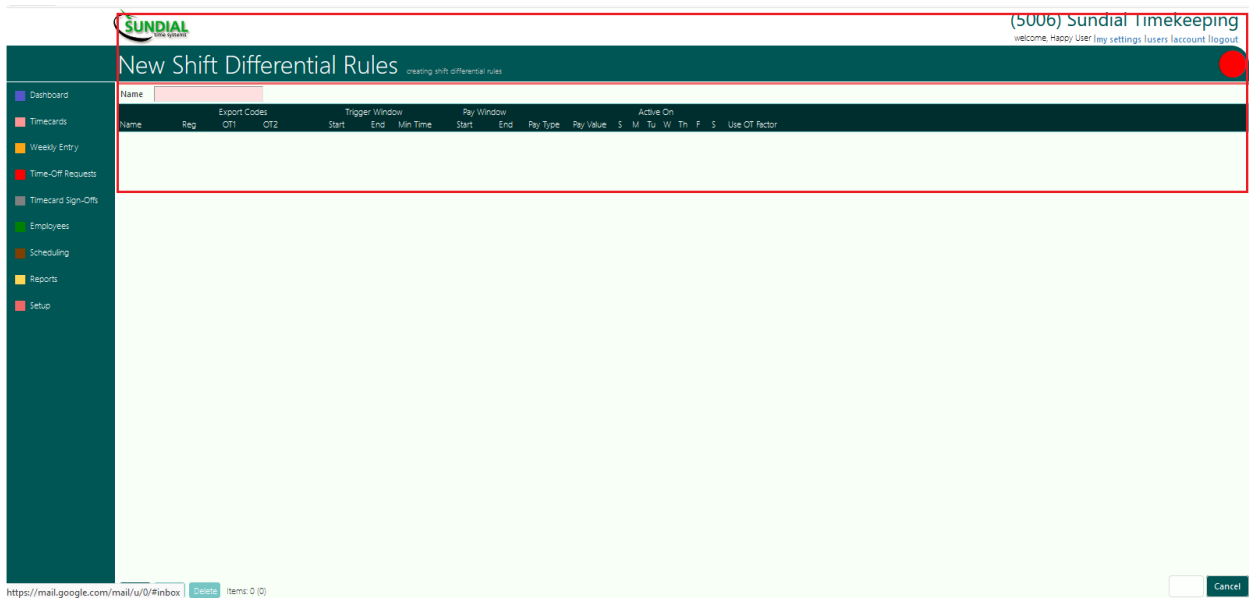 SUNDIAL
time systems
(5006) Sundial Timekeeping
welcome, Happy User |my settings |users |account |logout
New Shift Differential Rules creating shift differential rules
Dashboard
Timecards
Weekly Entry
Time-Off Requests
Timecard Sign-Offs
Employees
Scheduling
Reports
Setup
Name
Export Codes Trigger Window Pay Window Active On
Name Reg OT1 OT2 Start End Min Time Start End Pay Type Pay Value S M Tu W Th F S Use OT Factor
https://mail.google.com/mail/u/0/#inbox Delete Items: 0 (0)
Cancel